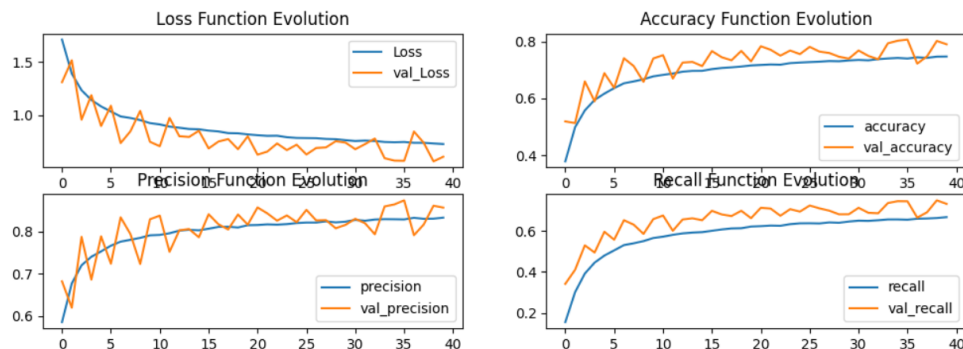 Loss Function Evolution
1.5
1.0
Loss
val_Loss
0 5 10 15 20 25 30 35 40
Accuracy Function Evolution
0.8
0.6
0.4
accuracy
val_accuracy
0 5 10 15 20 25 30 35 40
Precision Function Evolution
0.8
0.7
0.6
precision
val_precision
0 5 10 15 20 25 30 35 40
Recall Function Evolution
0.6
0.4
0.2
recall
val_recall
0 5 10 15 20 25 30 35 40